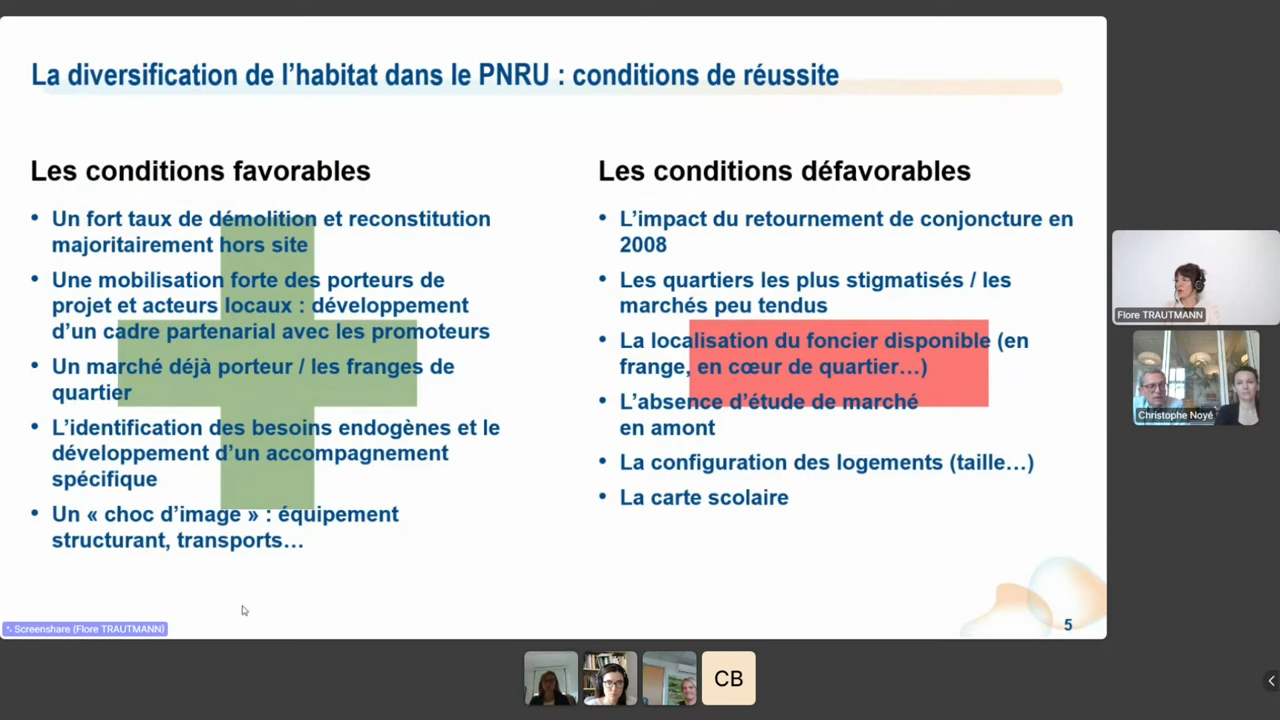 La diversification de l'habitat dans le PNRU : conditions de réussite
Les conditions favorables
• Un fort taux de démolition et reconstitution
majoritairement hors site
• Une mobilisation forte des porteurs de
projet et acteurs locaux : développement
d'un cadre partenarial avec les promoteurs
• Un marché déjà porteur / les franges de
quartier
• L'identification des besoins endogènes et le
développement d'un accompagnement
spécifique
• Un « choc d'image » : équipement
structurant, transports…
Les conditions défavorables
• L'impact du retournement de conjoncture en
2008
• Les quartiers les plus stigmatisés / les
marchés peu tendus
• La localisation du foncier disponible (en
frange, en cœur de quartier…)
• L'absence d'étude de marché
en amont
• La configuration des logements (taille…)
• La carte scolaire
5
Screenshare (Flore TRAUTMANN)
Flore TRAUTMANN
Christophe Noyé
CB